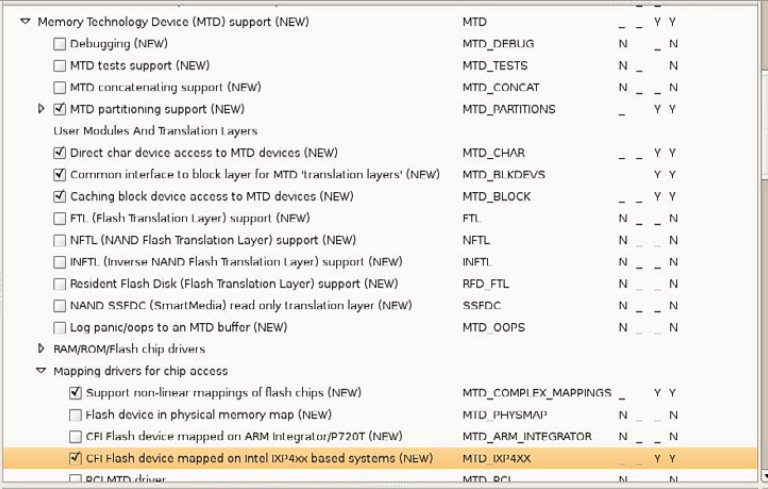 Memory Technology Device (MTD) support (NEW) MTD _ _ Y Y
Debugging (NEW) MTD_DEBUG N _ N
MTD tests support (NEW) MTD_TESTS N _ N
MTD concatenating support (NEW) MTD_CONCAT N _ _ N
MTD partitioning support (NEW) MTD_PARTITIONS _ Y Y
User Modules And Translation Layers
Direct char device access to MTD devices (NEW) MTD_CHAR _ _ Y Y
Common interface to block layer for MTD 'translation layers' (NEW) MTD_BLKDEVS Y Y
Caching block device access to MTD devices (NEW) MTD_BLOCK _ _ Y Y
FTL (Flash Translation Layer) support (NEW) FTL N _ _ N
NFTL (NAND Flash Translation Layer) support (NEW) NFTL N _ _ N
INFTL (Inverse NAND Flash Translation Layer) support (NEW) INFTL N _ _ N
Resident Flash Disk (Flash Translation Layer) support (NEW) RFD_FTL N _ _ N
NAND SSFDC (SmartMedia) read only translation layer (NEW) SSFDC N _ _ N
Log panic/oops to an MTD buffer (NEW) MTD_OOPS N _ _ N
RAM/ROM/Flash chip drivers
Mapping drivers for chip access
Support non-linear mappings of flash chips (NEW) MTD_COMPLEX_MAPPINGS _ Y Y
Flash device in physical memory map (NEW) MTD_PHYSMAP N _ _ N
CFI Flash device mapped on ARM Integrator/P720T (NEW) MTD_ARM_INTEGRATOR N _ _ N
CFI Flash device mapped on Intel IXP4xx based systems (NEW) MTD_IXP4XX _ _ Y Y
PCI MTD driver MTD_PCI N _ _ N